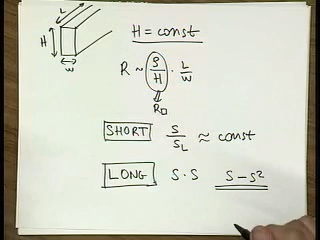 L
H
W
H = const
R ~ ρ/H · L/W
R□
SHORT S/S_L ≈ const
LONG S · S S – S²